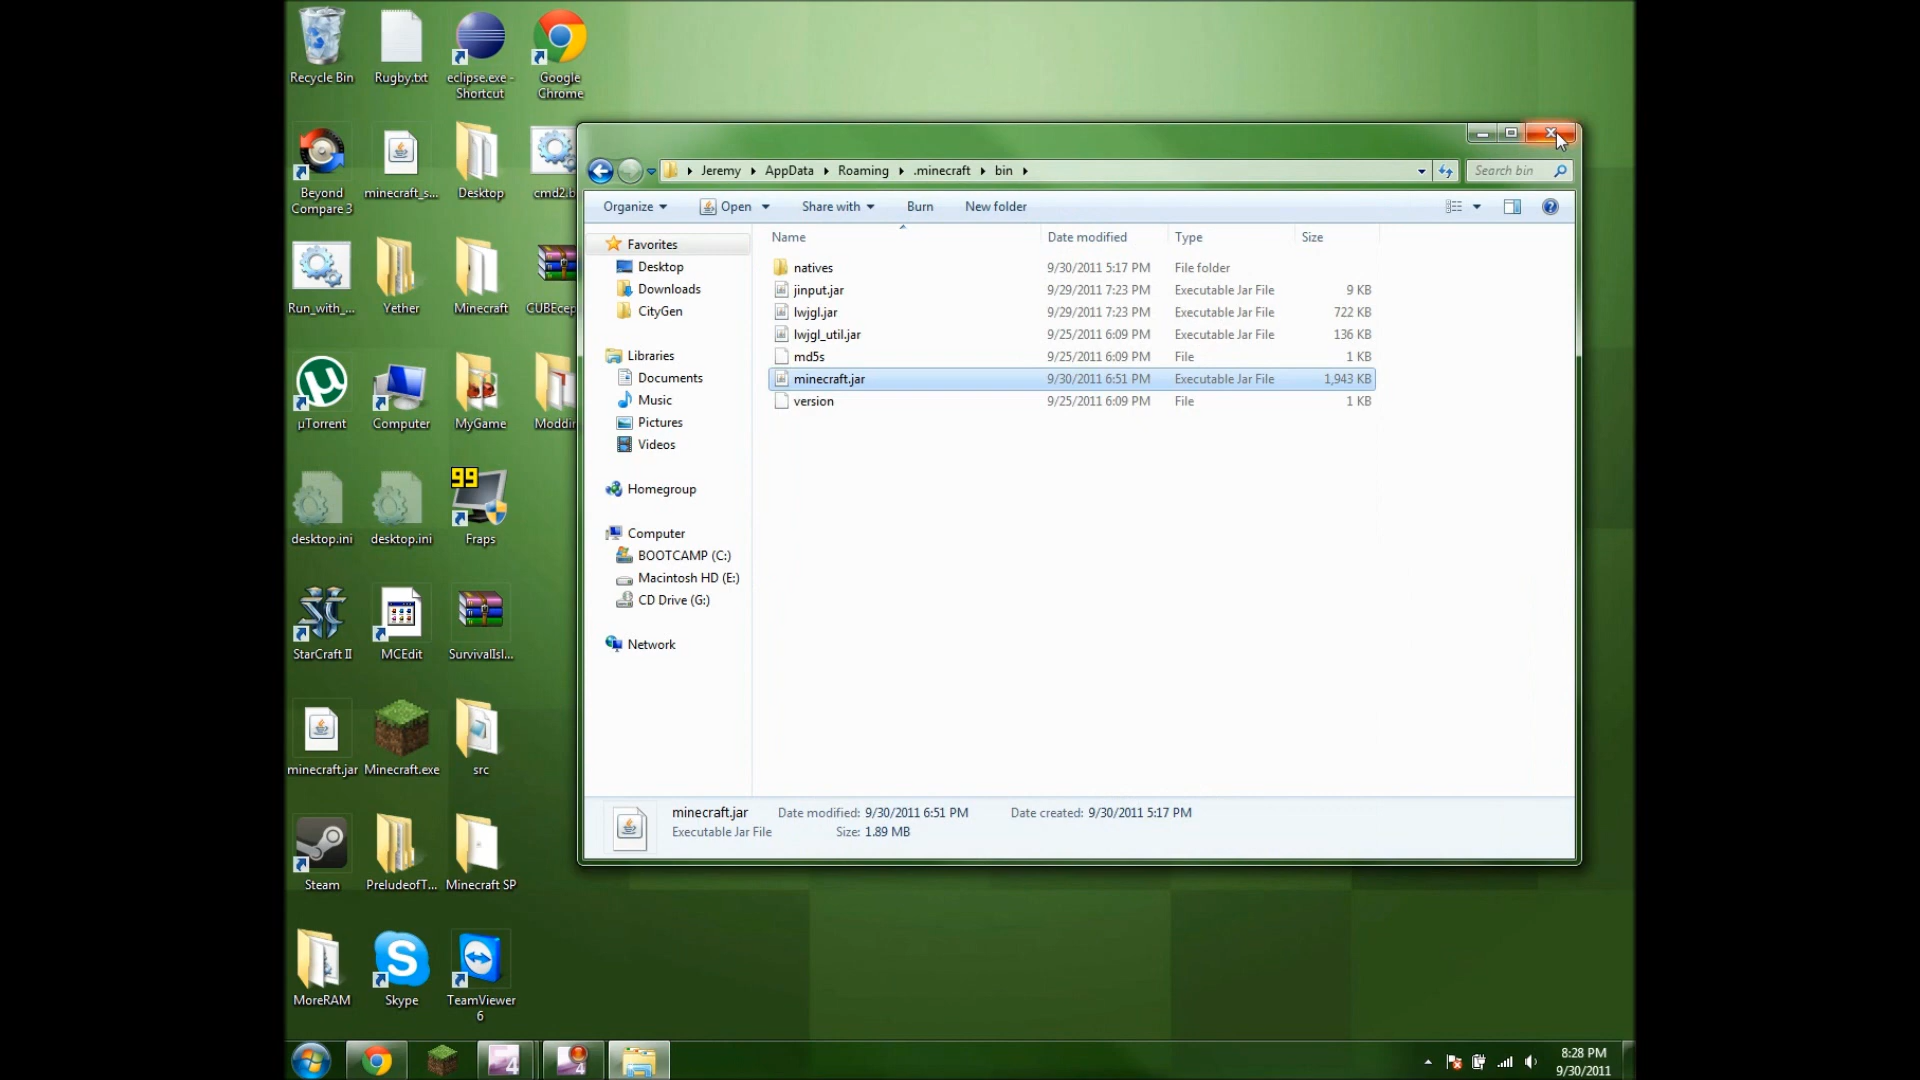 Recycle Bin
Rugby.txt
eclipse.exe -
Shortcut
Google
Chrome
Beyond
Compare 3
minecraft_s...
Desktop
cmd2.b
Run_with_...
Yether
Minecraft
CUBEcep
µTorrent
Computer
MyGame
Moddin
desktop.ini
desktop.ini
99
Fraps
StarCraft II
MCEdit
SurvivalIsl...
minecraft.jar
Minecraft.exe
src
Steam
PreludeofT...
Minecraft SP
MoreRAM
Skype
TeamViewer
6
Jeremy AppData Roaming .minecraft bin
Search bin
Organize Open Share with Burn New folder
Favorites
Desktop
Downloads
CityGen
Libraries
Documents
Music
Pictures
Videos
Homegroup
Computer
BOOTCAMP (C:)
Macintosh HD (E:)
CD Drive (G:)
Network
Name Date modified Type Size
natives 9/30/2011 5:17 PM File folder
jinput.jar 9/29/2011 7:23 PM Executable Jar File 9 KB
lwjgl.jar 9/29/2011 7:23 PM Executable Jar File 722 KB
lwjgl_util.jar 9/25/2011 6:09 PM Executable Jar File 136 KB
md5s 9/25/2011 6:09 PM File 1 KB
minecraft.jar 9/30/2011 6:51 PM Executable Jar File 1,943 KB
version 9/25/2011 6:09 PM File 1 KB
minecraft.jar Date modified: 9/30/2011 6:51 PM Date created: 9/30/2011 5:17 PM
Executable Jar File Size: 1.89 MB
4
4
8:28 PM
9/30/2011